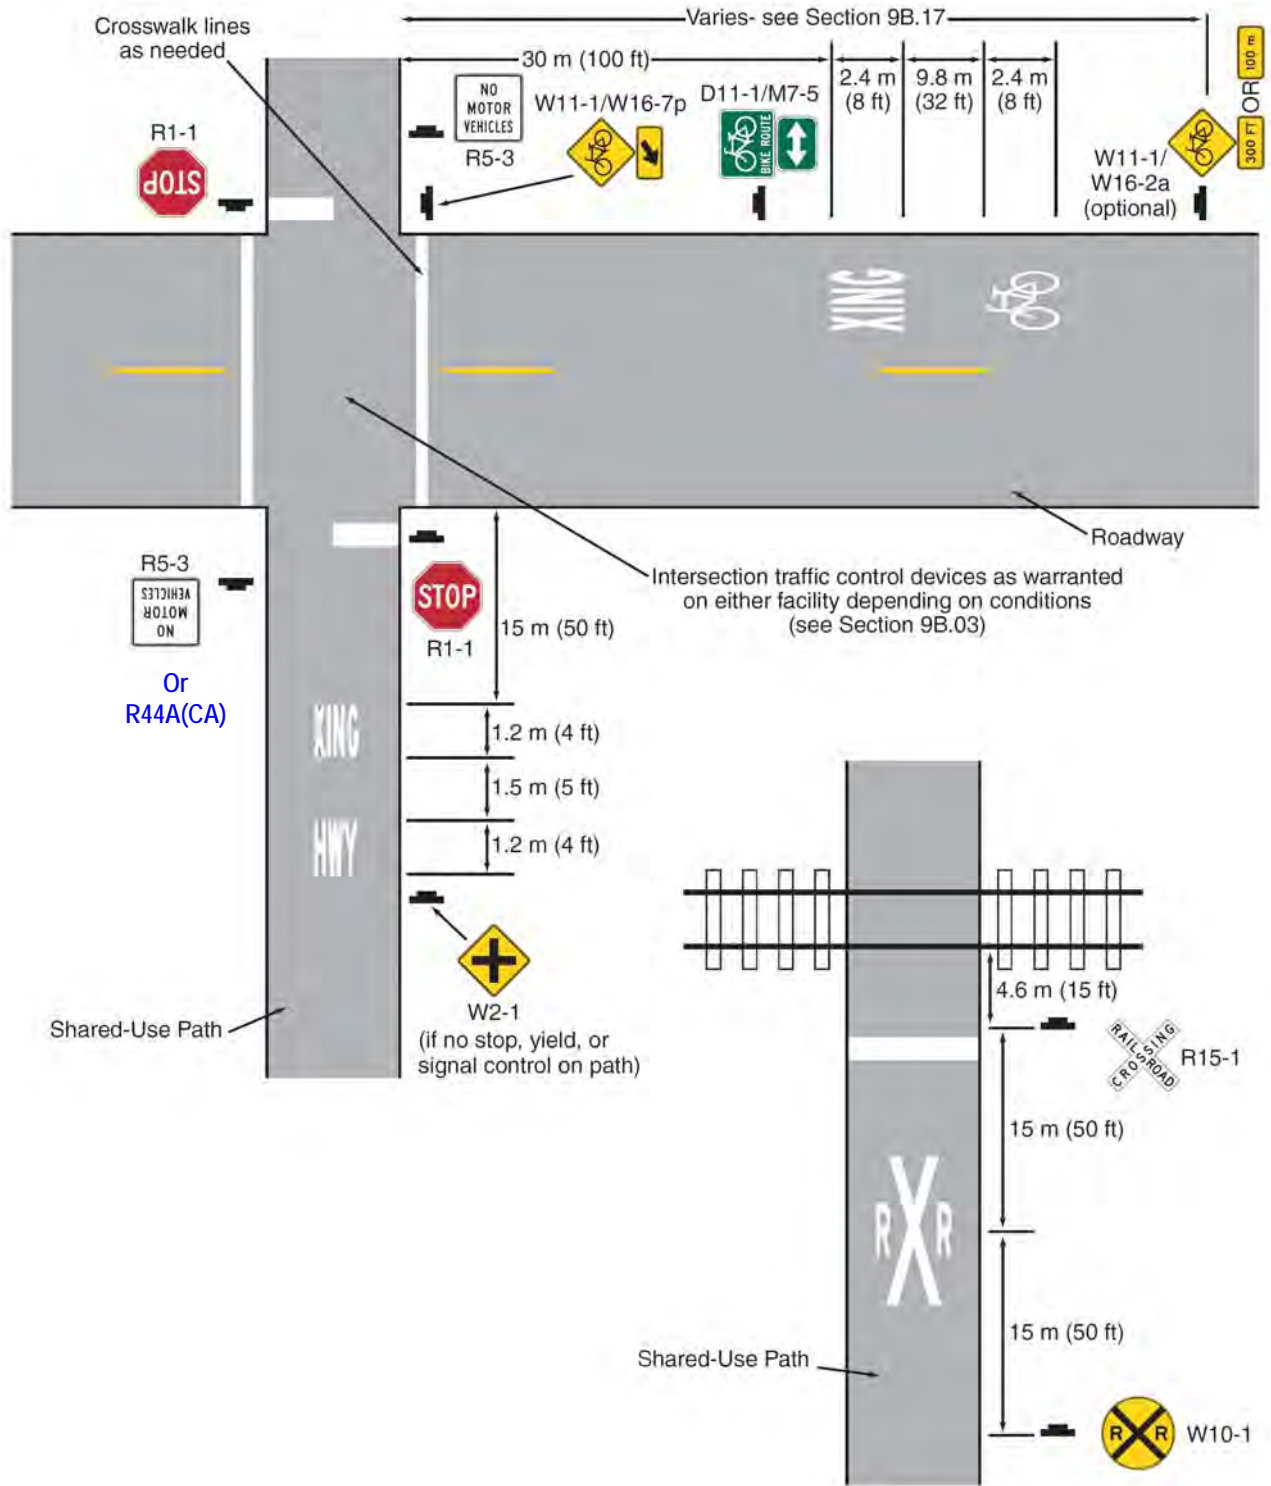 Varies- see Section 9B.17
Crosswalk lines
as needed
30 m (100 ft)
2.4 m
(8 ft)
9.8 m
(32 ft)
2.4 m
(8 ft)
NO
MOTOR
VEHICLES
R5-3
W11-1/W16-7p
D11-1/M7-5
BIKE ROUTE
100 m
OR
300 FT
W11-1/
W16-2a
(optional)
R1-1
STOP
XING
Roadway
Intersection traffic control devices as warranted
on either facility depending on conditions
(see Section 9B.03)
R5-3
NO
MOTOR
VEHICLES
Or
R44A(CA)
STOP
R1-1
15 m (50 ft)
XING
1.2 m (4 ft)
1.5 m (5 ft)
HWY
1.2 m (4 ft)
W2-1
(if no stop, yield, or
signal control on path)
Shared-Use Path
4.6 m (15 ft)
RAILROAD
CROSSING
R15-1
15 m (50 ft)
R X R
15 m (50 ft)
Shared-Use Path
R R
W10-1